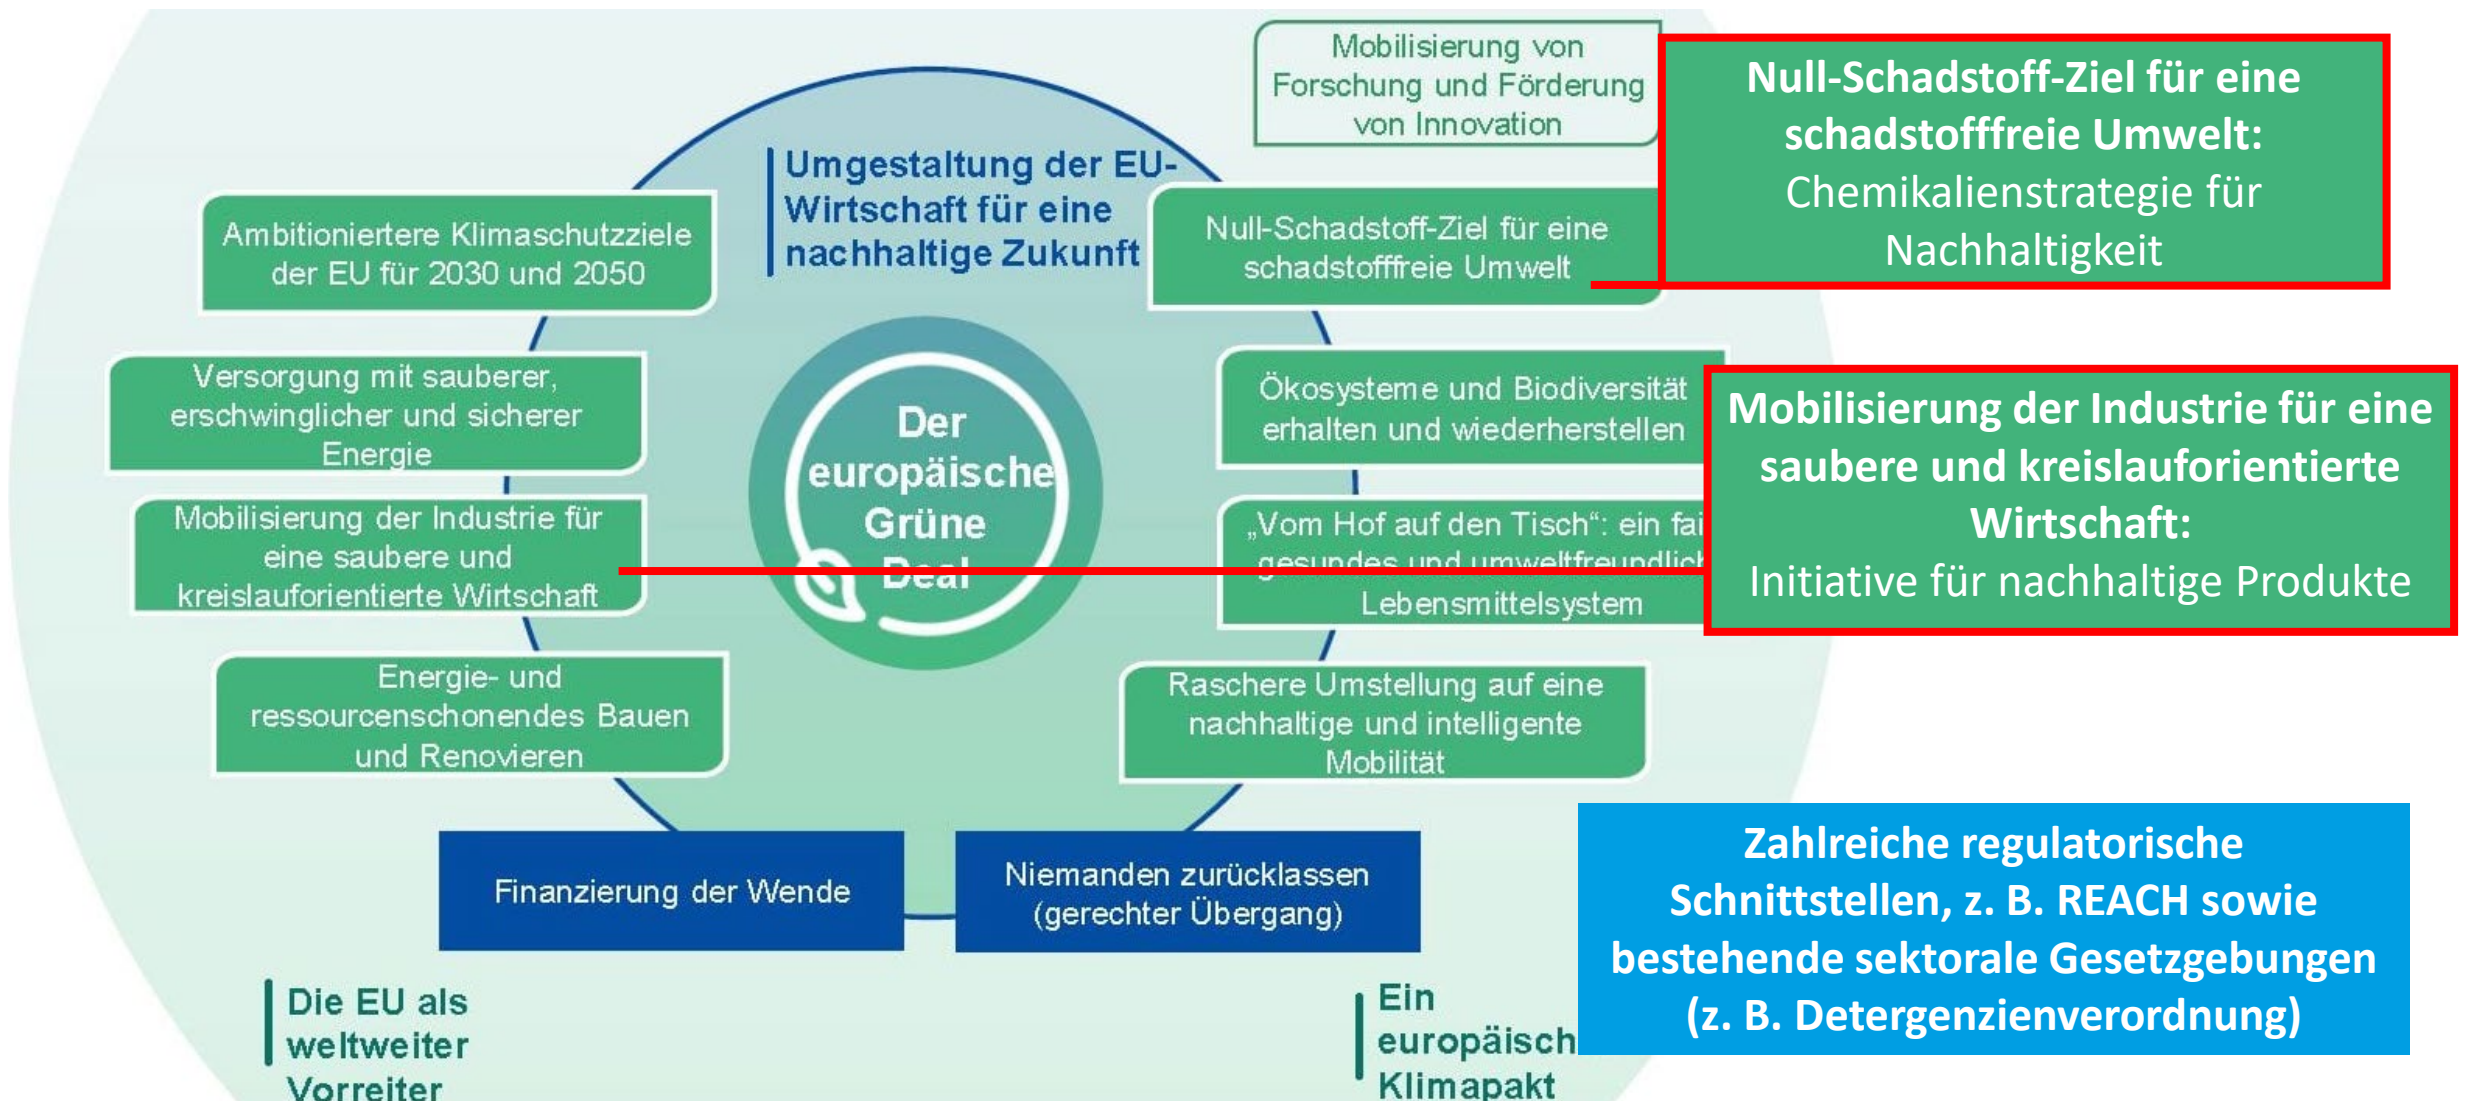 Mobilisierung von
Forschung und Förderung
von Innovation
Null-Schadstoff-Ziel für eine
schadstofffreie Umwelt:
Chemikalienstrategie für
Nachhaltigkeit
Umgestaltung der EU-
Wirtschaft für eine
nachhaltige Zukunft
Ambitioniertere Klimaschutzziele
der EU für 2030 und 2050
Null-Schadstoff-Ziel für eine
schadstofffreie Umwelt
Versorgung mit sauberer,
erschwinglicher und sicherer
Energie
Der
europäische
Grüne
Deal
Ökosysteme und Biodiversität
erhalten und wiederherstellen
Mobilisierung der Industrie für eine
saubere und kreislauforientierte
Wirtschaft:
Initiative für nachhaltige Produkte
Mobilisierung der Industrie für
eine saubere und
kreislauforientierte Wirtschaft
„Vom Hof auf den Tisch“: ein fai
gesundes und umweltfreundlich
Lebensmittelsystem
Energie- und
ressourcenschonendes Bauen
und Renovieren
Raschere Umstellung auf eine
nachhaltige und intelligente
Mobilität
Finanzierung der Wende
Niemanden zurücklassen
(gerechter Übergang)
Zahlreiche regulatorische
Schnittstellen, z. B. REACH sowie
bestehende sektorale Gesetzgebungen
(z. B. Detergenzienverordnung)
Die EU als
weltweiter
Vorreiter
Ein
europäisch
Klimapakt